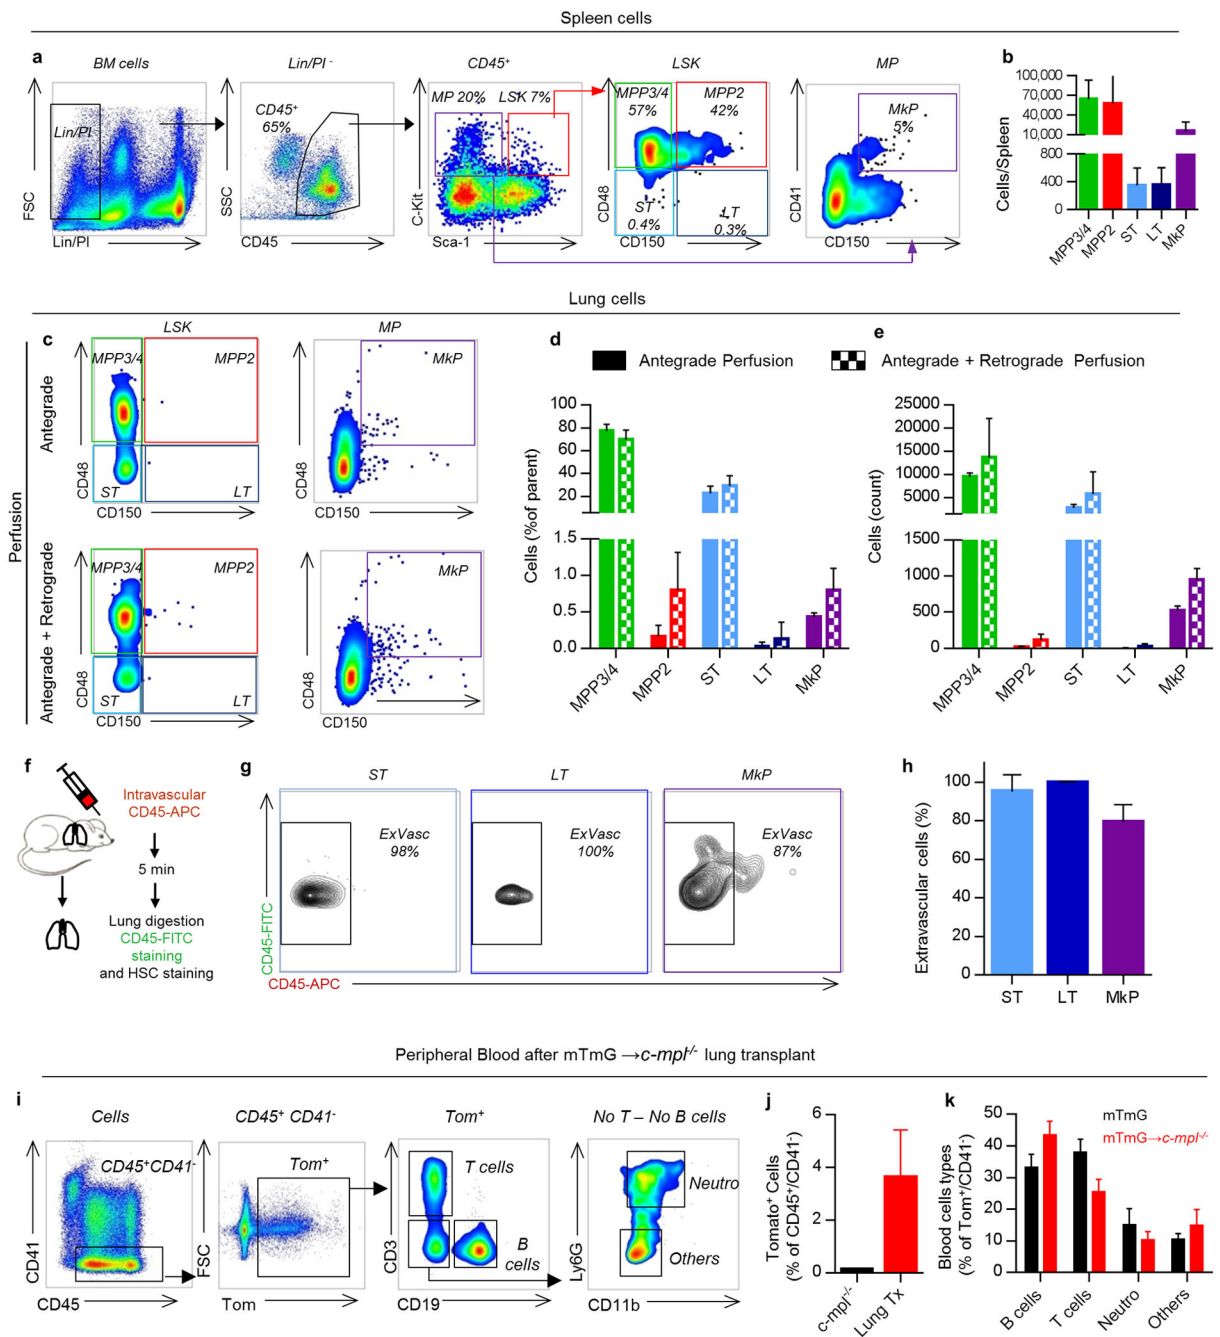 Spleen cells
a
BM cells
Lin/PI -
CD45+
LSK
MP
Lin/PI
CD45+
65%
MP 20%
LSK 7%
MPP3/4
57%
MPP2
42%
ST
0.4%
LT
0.3%
MkP
5%
FSC
Lin/PI
SSC
CD45
C-Kit
Sca-1
CD48
CD150
CD41
CD150
b
Cells/Spleen
100,000
70,000
40,000
10,000
800
400
0
MPP3/4
MPP2
ST
LT
MkP
Lung cells
Perfusion
Antegrade
Antegrade + Retrograde
c
LSK
MP
MPP3/4
MPP2
ST
LT
CD48
CD150
MkP
CD48
CD150
MPP3/4
MPP2
ST
LT
CD48
CD150
MkP
CD48
CD150
d
e
Antegrade Perfusion
Antegrade + Retrograde Perfusion
Cells (%of parent)
100
80
60
40
20
1.5
1.0
0.5
0.0
MPP3/4
MPP2
ST
LT
MkP
Cells (count)
25000
20000
15000
10000
5000
1500
1000
500
0
MPP3/4
MPP2
ST
LT
MkP
f
Intravascular
CD45-APC
5 min
Lung digestion
CD45-FITC
staining
and HSC staining
g
ST
LT
MkP
ExVasc
98%
ExVasc
100%
ExVasc
87%
CD45-FITC
CD45-APC
h
Extravascular cells (%)
100
80
60
40
20
0
ST
LT
MkP
Peripheral Blood after mTmG →c-mpl-/- lung transplant
i
Cells
CD45+ CD41-
Tom+
No T – No B cells
CD45+CD41-
Tom+
T cells
B
cells
Neutro
Others
CD41
CD45
FSC
Tom
CD3
CD19
Ly6G
CD11b
j
Tomato+ Cells
(% of CD45+/CD41-)
6
4
2
0
c-mpl-/-
Lung Tx
k
Blood cells types
(% of Tom+/CD41-)
50
40
30
20
10
0
mTmG
mTmG→c-mpl-/-
B cells
T cells
Neutro
Others